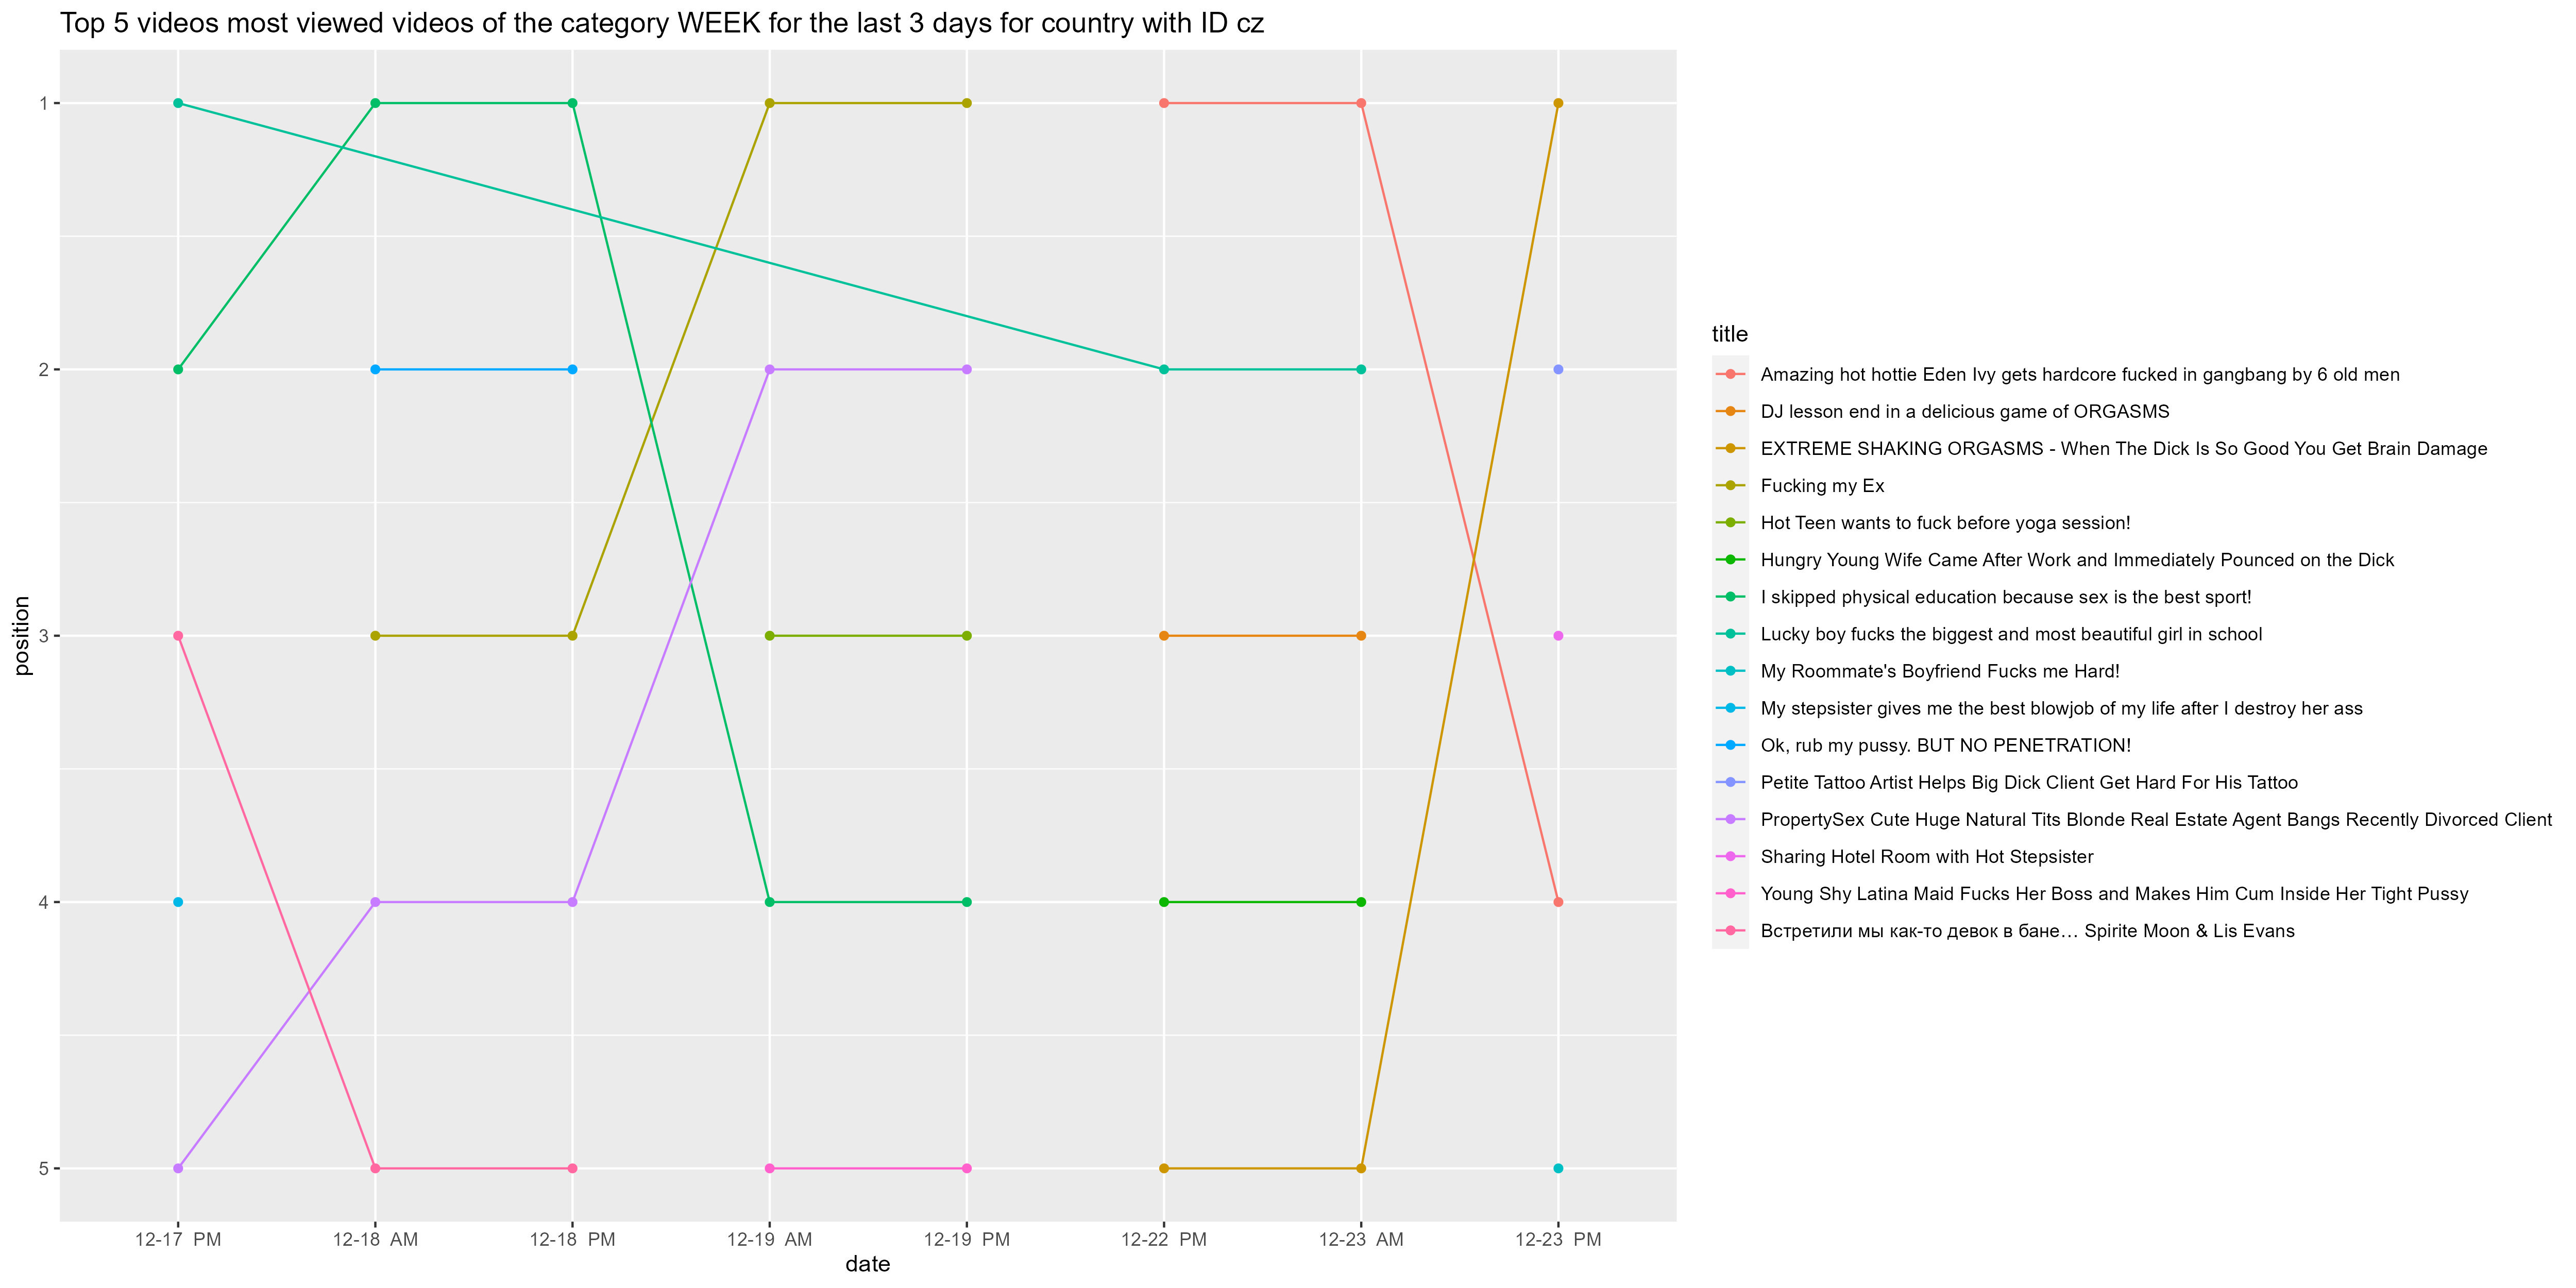 Top 5 videos most viewed videos of the category WEEK for the last 3 days for country with ID cz
1
2
3
4
5
position
12-17 PM
12-18 AM
12-18 PM
12-19 AM
12-19 PM
12-22 PM
12-23 AM
12-23 PM
date
title
Amazing hot hottie Eden Ivy gets hardcore fucked in gangbang by 6 old men
DJ lesson end in a delicious game of ORGASMS
EXTREME SHAKING ORGASMS - When The Dick Is So Good You Get Brain Damage
Fucking my Ex
Hot Teen wants to fuck before yoga session!
Hungry Young Wife Came After Work and Immediately Pounced on the Dick
I skipped physical education because sex is the best sport!
Lucky boy fucks the biggest and most beautiful girl in school
My Roommate's Boyfriend Fucks me Hard!
My stepsister gives me the best blowjob of my life after I destroy her ass
Ok, rub my pussy. BUT NO PENETRATION!
Petite Tattoo Artist Helps Big Dick Client Get Hard For His Tattoo
PropertySex Cute Huge Natural Tits Blonde Real Estate Agent Bangs Recently Divorced Client
Sharing Hotel Room with Hot Stepsister
Young Shy Latina Maid Fucks Her Boss and Makes Him Cum Inside Her Tight Pussy
Встретили мы как-то девок в бане… Spirite Moon & Lis Evans